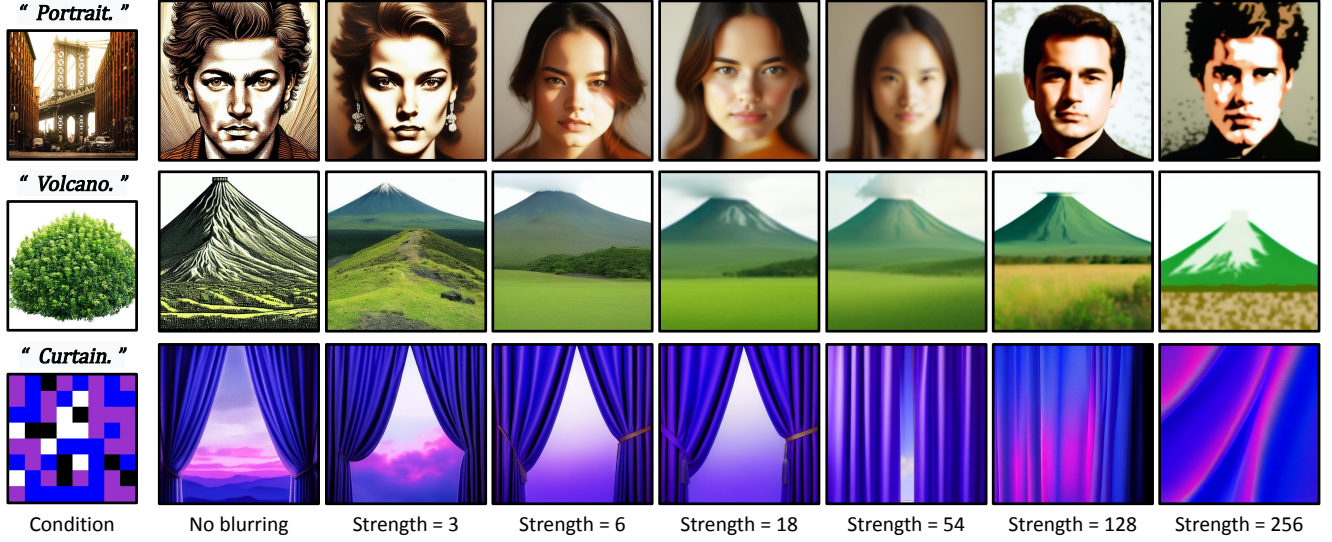 “ Portrait. ”
“ Volcano. ”
“ Curtain. ”
Condition
No blurring
Strength = 3
Strength = 6
Strength = 18
Strength = 54
Strength = 128
Strength = 256